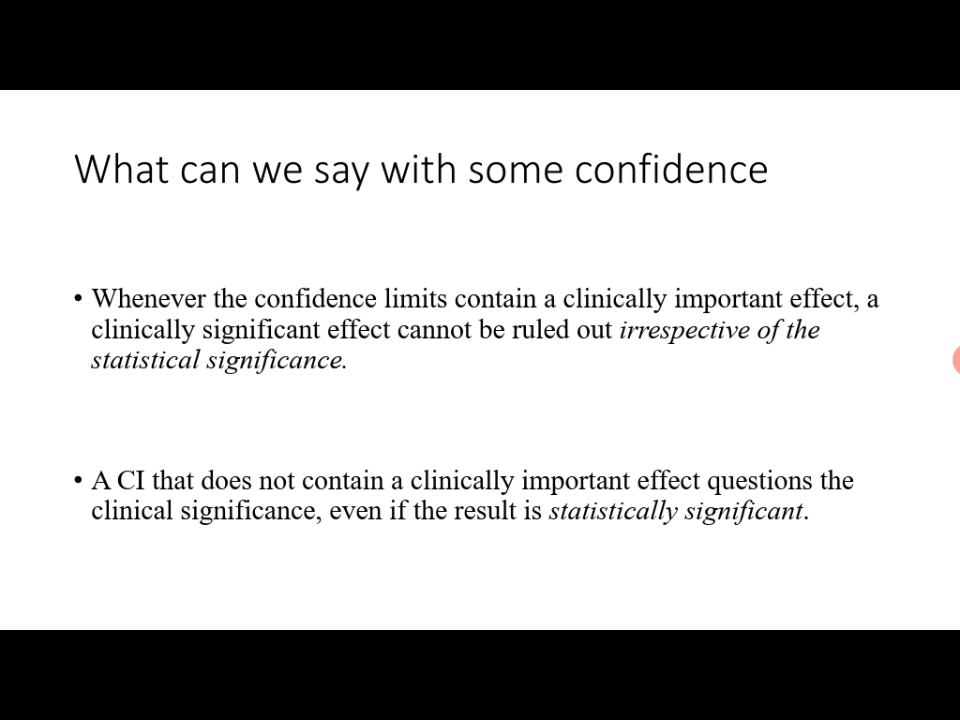 What can we say with some confidence
• Whenever the confidence limits contain a clinically important effect, a
clinically significant effect cannot be ruled out irrespective of the
statistical significance.
• A CI that does not contain a clinically important effect questions the
clinical significance, even if the result is statistically significant.